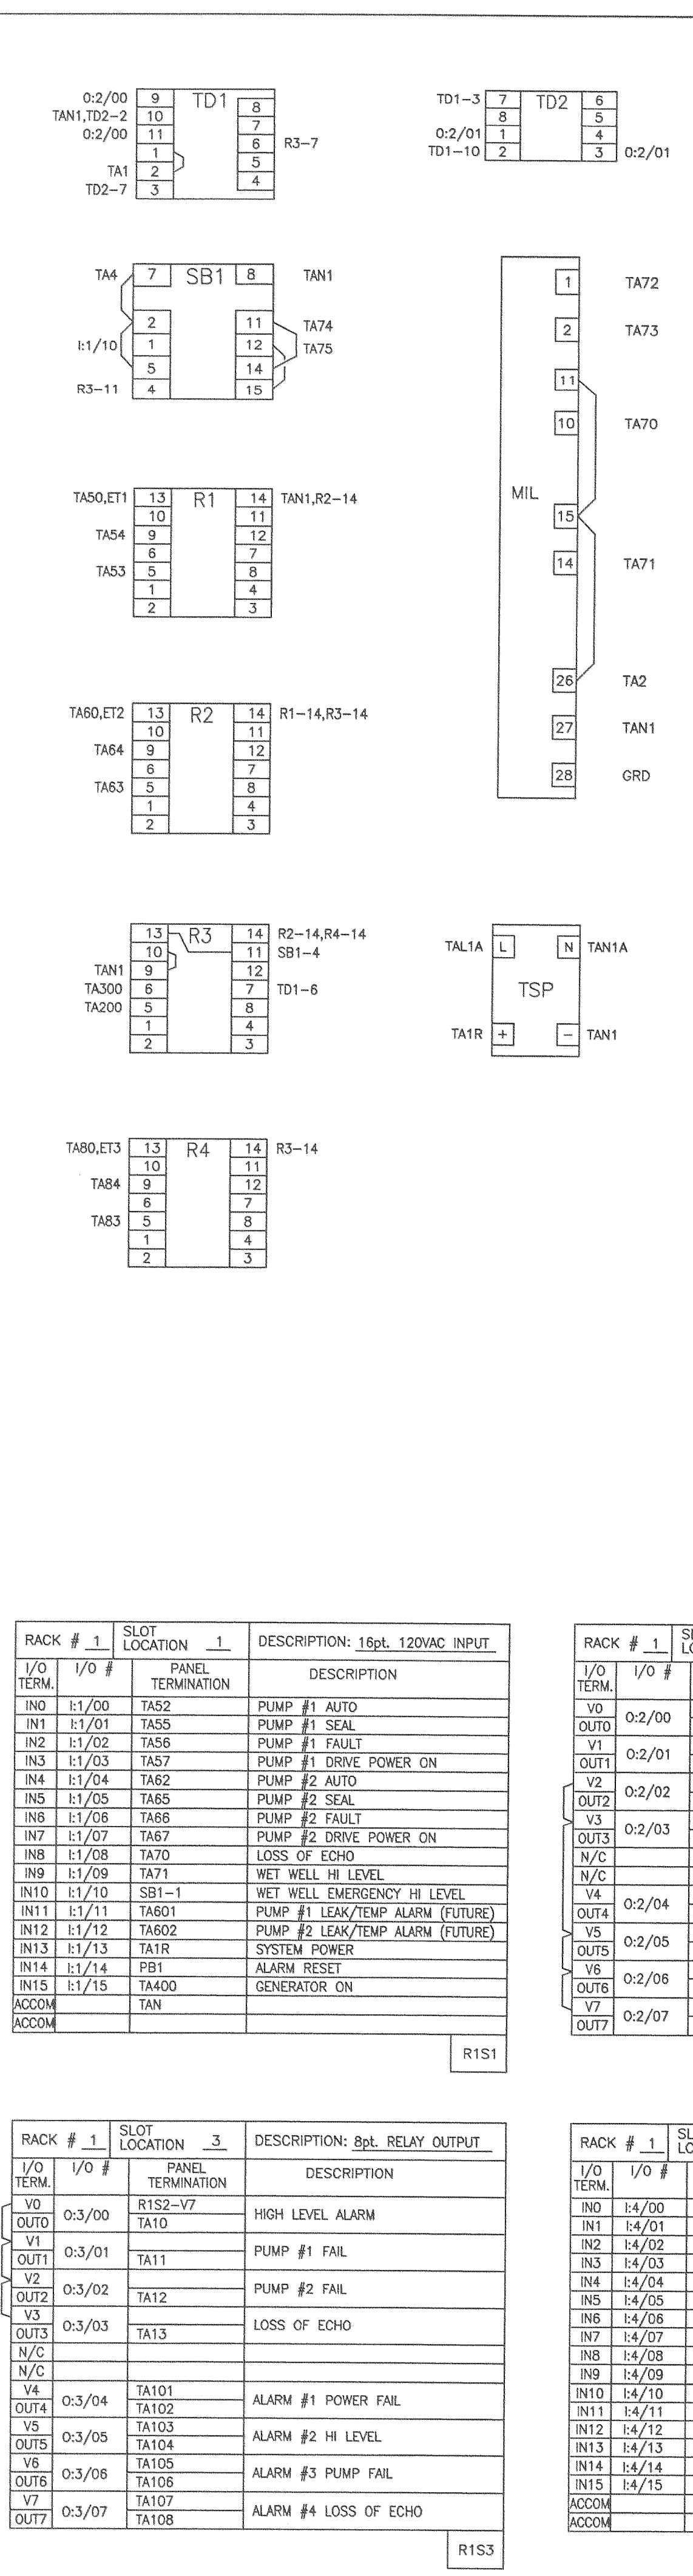 TD1
0:2/00 9 8
TAN1,TD2-2 10 7
0:2/00 11 6 R3-7
1 5
TA1 2 4
TD2-7 3
TD2
TD1-3 7 6
8 5
0:2/01 1 4
TD1-10 2 3 0:2/01
SB1
TA4 7 8 TAN1
2 11 TA74
I:1/10 1 12 TA75
5 14
R3-11 4 15
MIL
1 TA72
2 TA73
11
10 TA70
15
14 TA71
26 TA2
27 TAN1
28 GRD
R1
TA50,ET1 13 14 TAN1,R2-14
10 11
TA54 9 12
6 7
TA53 5 8
1 4
2 3
R2
TA60,ET2 13 14 R1-14,R3-14
10 11
TA64 9 12
6 7
TA63 5 8
1 4
2 3
R3
13 14 R2-14,R4-14
10 11 SB1-4
TAN1 9 12
TA300 6 7 TD1-6
TA200 5 8
1 4
2 3
TAL1A L N TAN1A
TSP
TA1R + - TAN1
R4
TA80,ET3 13 14 R3-14
10 11
TA84 9 12
6 7
TA83 5 8
1 4
2 3
RACK # 1 SLOT LOCATION 1 DESCRIPTION: 16pt. 120VAC INPUT
I/O TERM. I/O # PANEL TERMINATION DESCRIPTION
IN0 I:1/00 TA52 PUMP #1 AUTO
IN1 I:1/01 TA55 PUMP #1 SEAL
IN2 I:1/02 TA56 PUMP #1 FAULT
IN3 I:1/03 TA57 PUMP #1 DRIVE POWER ON
IN4 I:1/04 TA62 PUMP #2 AUTO
IN5 I:1/05 TA65 PUMP #2 SEAL
IN6 I:1/06 TA66 PUMP #2 FAULT
IN7 I:1/07 TA67 PUMP #2 DRIVE POWER ON
IN8 I:1/08 TA70 LOSS OF ECHO
IN9 I:1/09 TA71 WET WELL HI LEVEL
IN10 I:1/10 SB1-1 WET WELL EMERGENCY HI LEVEL
IN11 I:1/11 TA601 PUMP #1 LEAK/TEMP ALARM (FUTURE)
IN12 I:1/12 TA602 PUMP #2 LEAK/TEMP ALARM (FUTURE)
IN13 I:1/13 TA1R SYSTEM POWER
IN14 I:1/14 PB1 ALARM RESET
IN15 I:1/15 TA400 GENERATOR ON
ACCOM TAN
ACCOM
R1S1
RACK # 1
I/O TERM. I/O #
V0
OUT0 O:2/00
V1
OUT1 O:2/01
V2
OUT2 O:2/02
V3
OUT3 O:2/03
N/C
N/C
V4
OUT4 O:2/04
V5
OUT5 O:2/05
V6
OUT6 O:2/06
V7
OUT7 O:2/07
RACK # 1 SLOT LOCATION 3 DESCRIPTION: 8pt. RELAY OUTPUT
I/O TERM. I/O # PANEL TERMINATION DESCRIPTION
V0 R1S2-V7
OUT0 O:3/00 TA10 HIGH LEVEL ALARM
V1
OUT1 O:3/01 TA11 PUMP #1 FAIL
V2
OUT2 O:3/02 TA12 PUMP #2 FAIL
V3
OUT3 O:3/03 TA13 LOSS OF ECHO
N/C
N/C
V4 TA101
OUT4 O:3/04 TA102 ALARM #1 POWER FAIL
V5 TA103
OUT5 O:3/05 TA104 ALARM #2 HI LEVEL
V6 TA105
OUT6 O:3/06 TA106 ALARM #3 PUMP FAIL
V7 TA107
OUT7 O:3/07 TA108 ALARM #4 LOSS OF ECHO
R1S3
RACK # 1
I/O TERM. I/O #
IN0 I:4/00
IN1 I:4/01
IN2 I:4/02
IN3 I:4/03
IN4 I:4/04
IN5 I:4/05
IN6 I:4/06
IN7 I:4/07
IN8 I:4/08
IN9 I:4/09
IN10 I:4/10
IN11 I:4/11
IN12 I:4/12
IN13 I:4/13
IN14 I:4/14
IN15 I:4/15
ACCOM
ACCOM